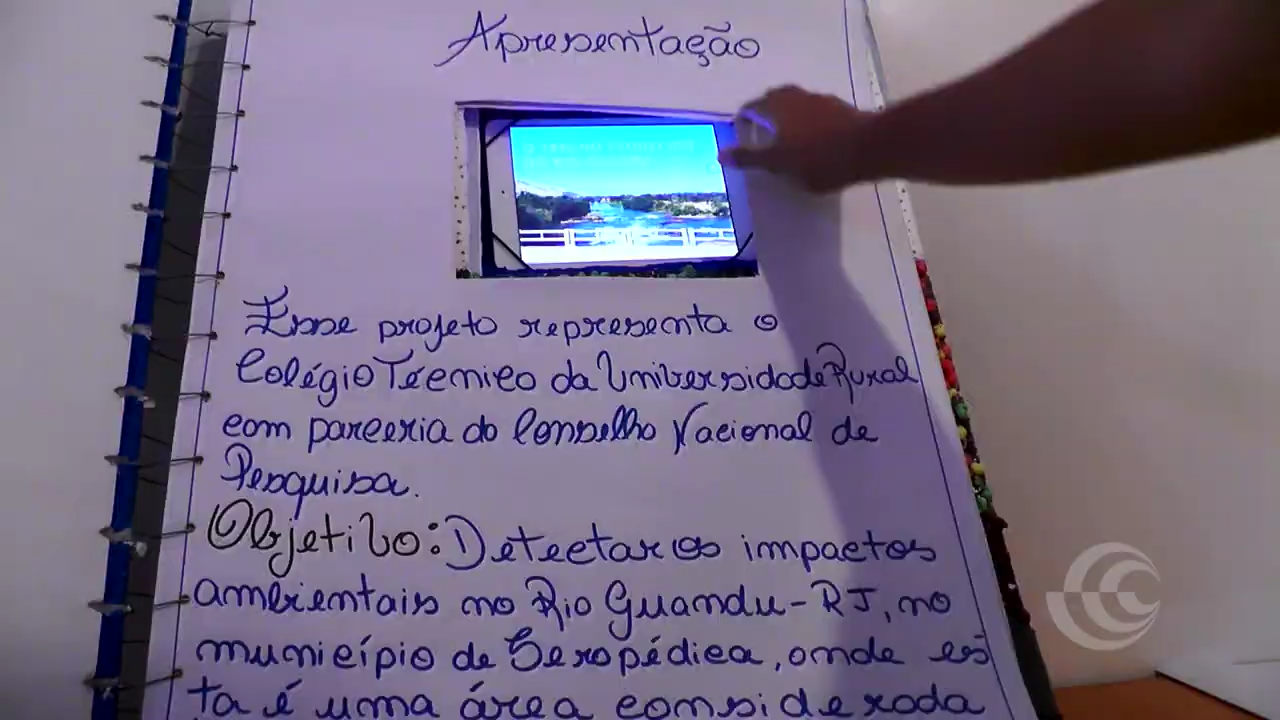 Apresentação
Esse projeto representa o
Colégio Técnico da Universidade Rural
com parceria do Conselho Nacional de
Pesquisa.
Objetivo: Detectar os impactos
ambientais no Rio Guandu-RJ, no
município de Seropédica, onde es
ta é uma área considerada